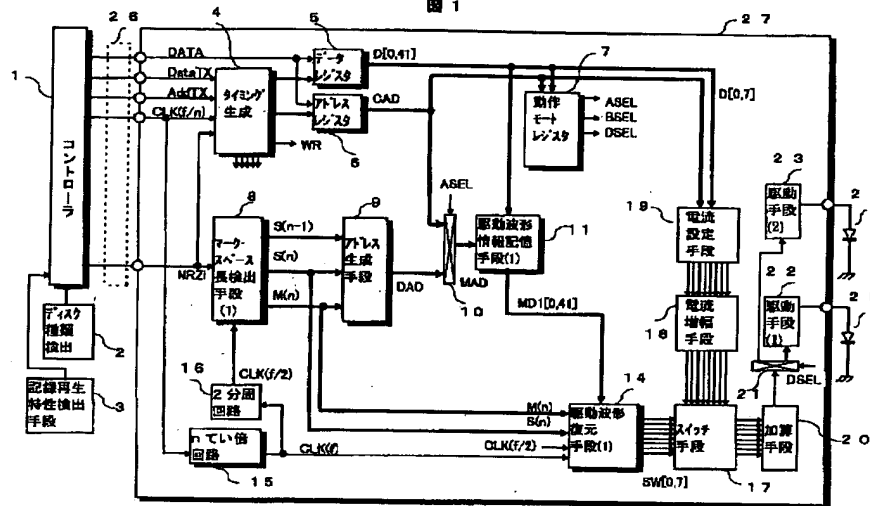 図 1
2 6
4
5
2 7
1
コントローラ
DATA
DataTX
AddTX
CLK(f/n)
タイミング
生成
データ
レジスタ
D[0,41]
アドレス
レジスタ
CAD
6
WR
7
動作
モート
レジスタ
ASEL
BSEL
DSEL
D[0,7]
8
NRZI
マーク・
スペース
長検出
手段
(1)
S(n-1)
S(n)
M(n)
9
アドレス
生成
手段
DAD
ASEL
1 0
MAD
駆動波形
情報記憶
手段(1)
1 1
MD1[0,41]
1 9
電流
設定
手段
1 8
電流
増幅
手段
2 3
駆動
手段
(2)
2 2
駆動
手段
(1)
2
2
2 1
DSEL
ディスク
種類
検出
2
記録再生
特性検出
手段
3
CLK(f/2)
1 6
2 分周
回路
n てい倍
回路
1 5
CLK(f)
M(n)
S(n)
CLK(f/2)
1 4
駆動波形
復元
手段(1)
SW[0,7]
スイッチ
手段
1 7
加算
手段
2 0